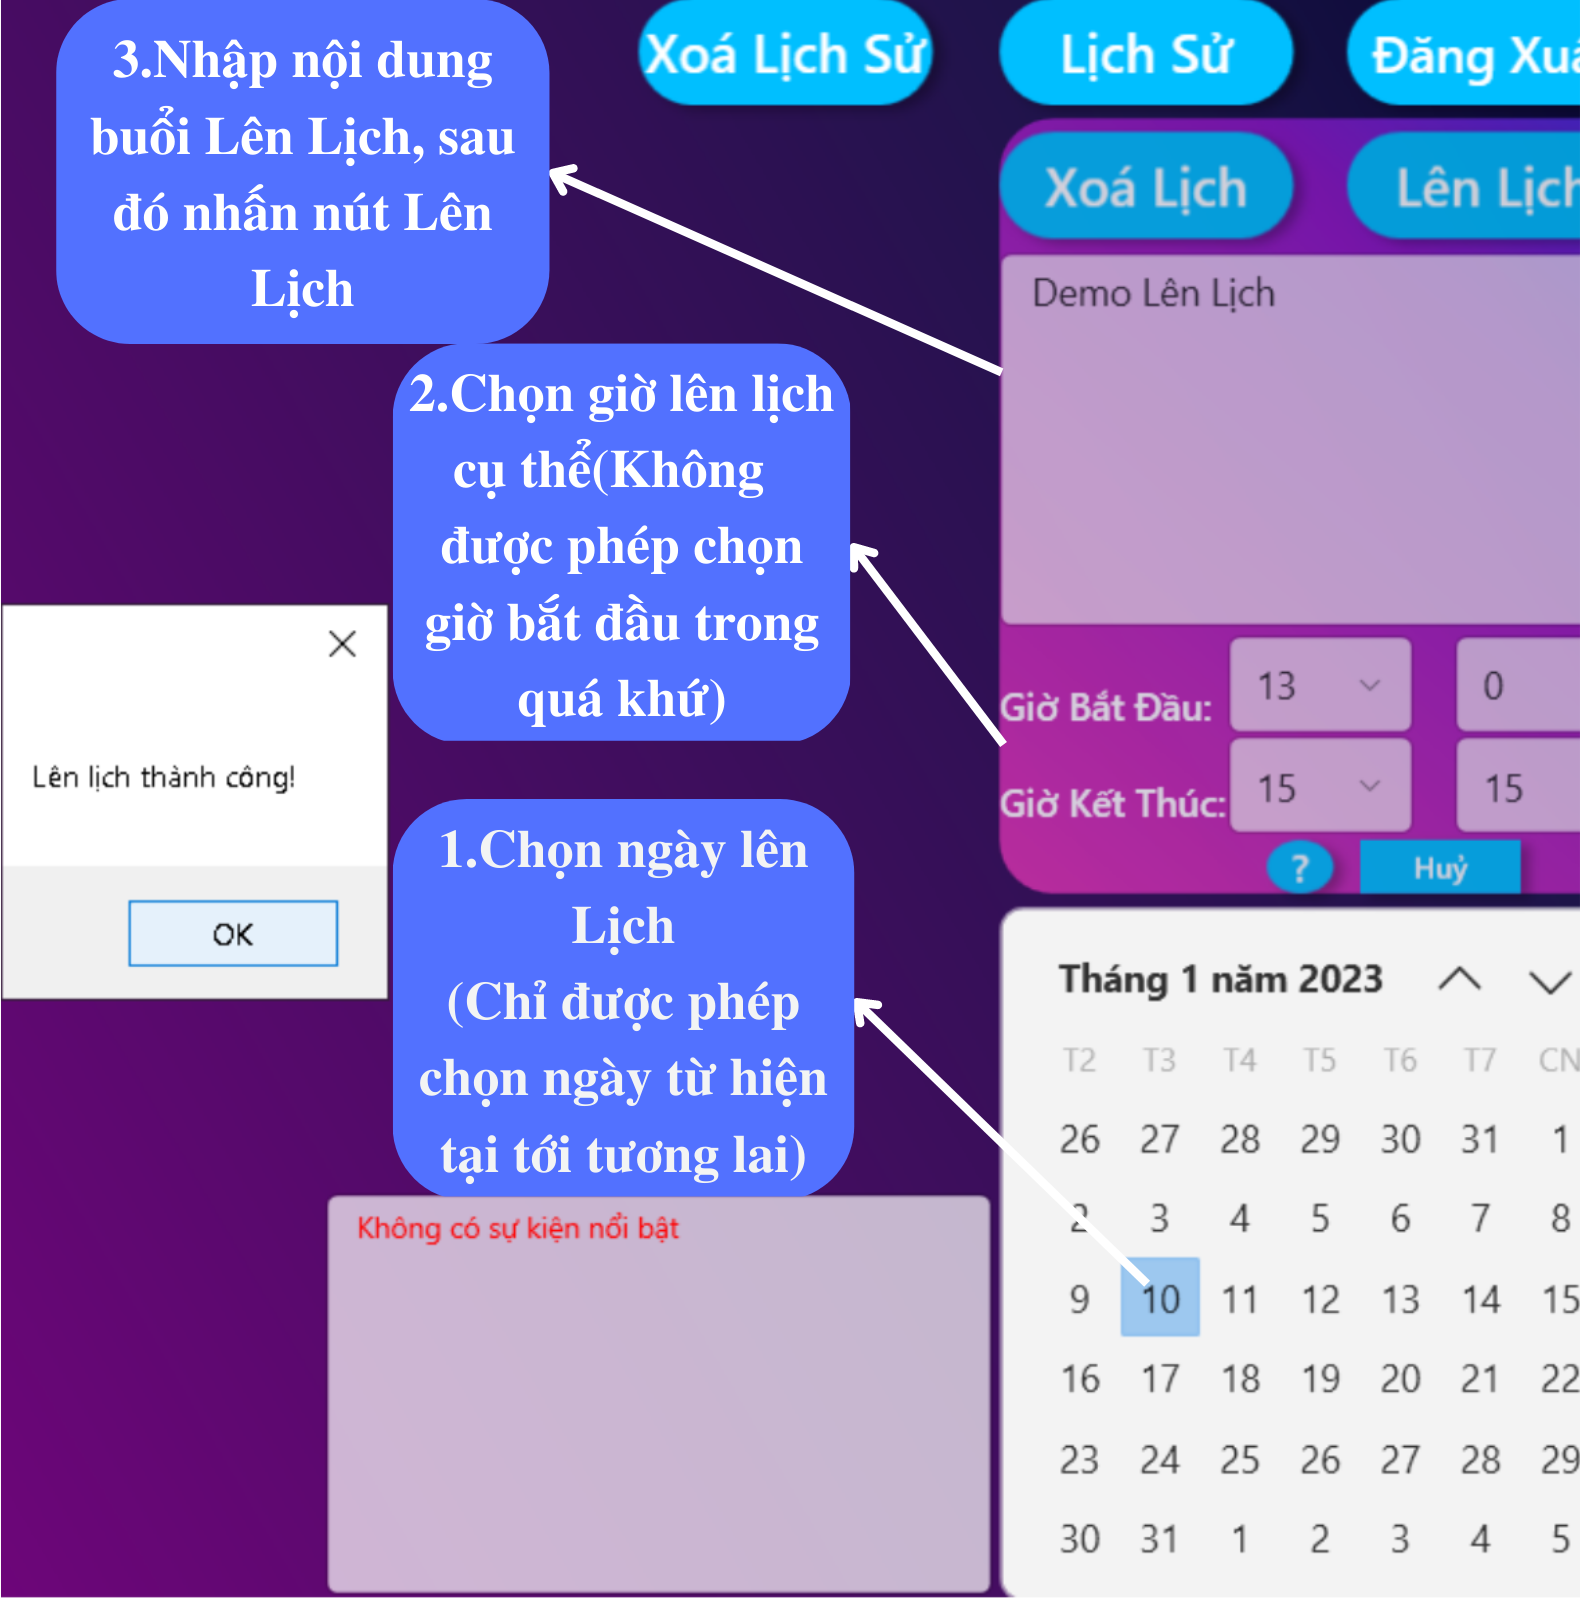 3.Nhập nội dung
buổi Lên Lịch, sau
đó nhấn nút Lên
Lịch
Xoá Lịch Sử
Lịch Sử
Đăng Xuấ
Xoá Lịch
Lên Lịch
Demo Lên Lịch
2.Chọn giờ lên lịch
cụ thể(Không
được phép chọn
giờ bắt đầu trong
quá khứ)
Giờ Bắt Đầu: 13 0
Giờ Kết Thúc: 15 15
? Huỷ
Lên lịch thành công!
OK
1.Chọn ngày lên
Lịch
(Chỉ được phép
chọn ngày từ hiện
tại tới tương lai)
Không có sự kiện nổi bật
Tháng 1 năm 2023
T2 T3 T4 T5 T6 T7 CN
26 27 28 29 30 31 1
2 3 4 5 6 7 8
9 10 11 12 13 14 15
16 17 18 19 20 21 22
23 24 25 26 27 28 29
30 31 1 2 3 4 5